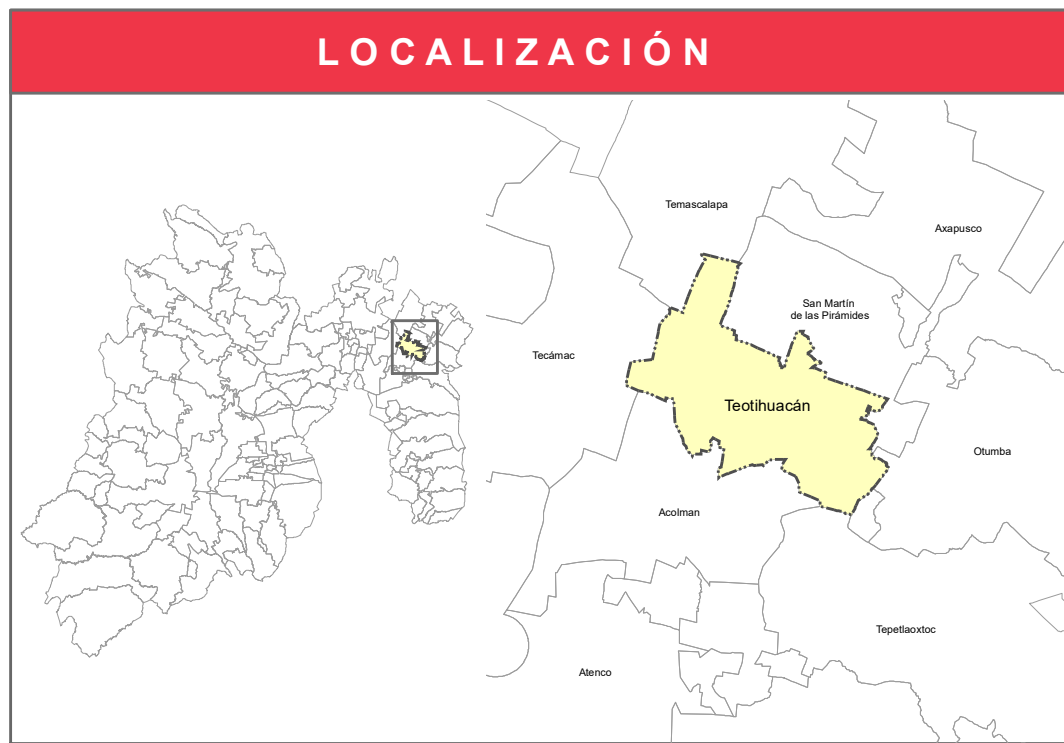 LOCALIZACIÓN
Temascalapa
Axapusco
San Martín
de las Pirámides
Tecámac
Teotihuacán
Otumba
Acolman
Tepetlaoxtoc
Atenco